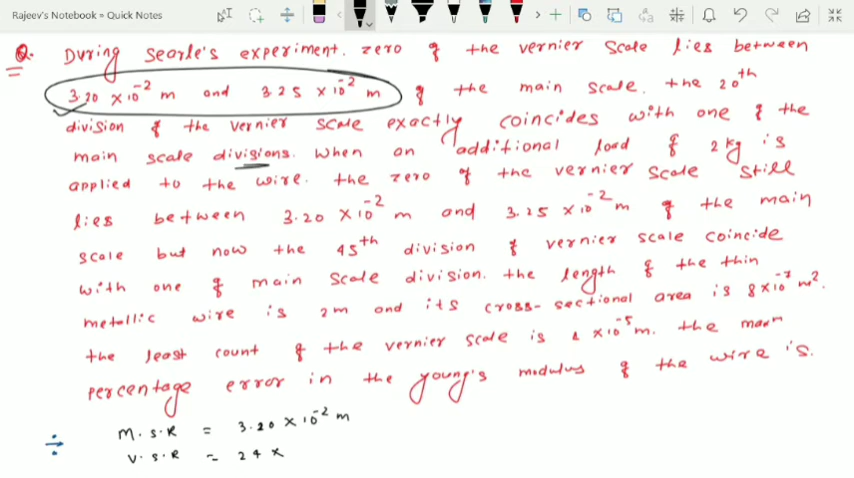 Rajeev's Notebook » Quick Notes
Q. During Searle's experiment. zero of the vernier scale lies between
3.20 × 10⁻² m and 3.25 × 10⁻² m of the main scale. the 20th
division of the vernier scale exactly coincides with one of the
main scale divisions. When an additional load of 2 kg is
applied to the wire. the zero of the vernier scale still
lies between 3.20 × 10⁻² m and 3.25 × 10⁻² m of the main
scale but now the 45th division of vernier scale coincide
with one of main scale division. the length of the thin
metallic wire is 2m and its cross-sectional area is 8×10⁻⁷ m².
the least count of the vernier scale is 1 × 10⁻⁵ m. the maxm
percentage error in the young's modulus of the wire is.
M.S.R = 3.20 × 10⁻² m
V.S.R = 24 ×